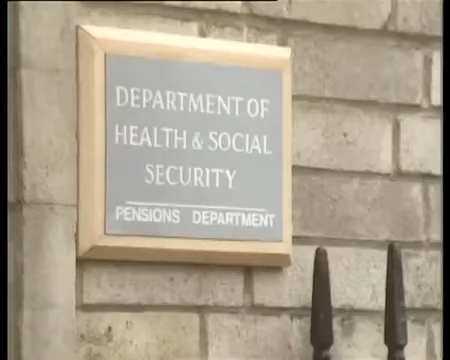 DEPARTMENT OF
HEALTH & SOCIAL
SECURITY
PENSIONS DEPARTMENT